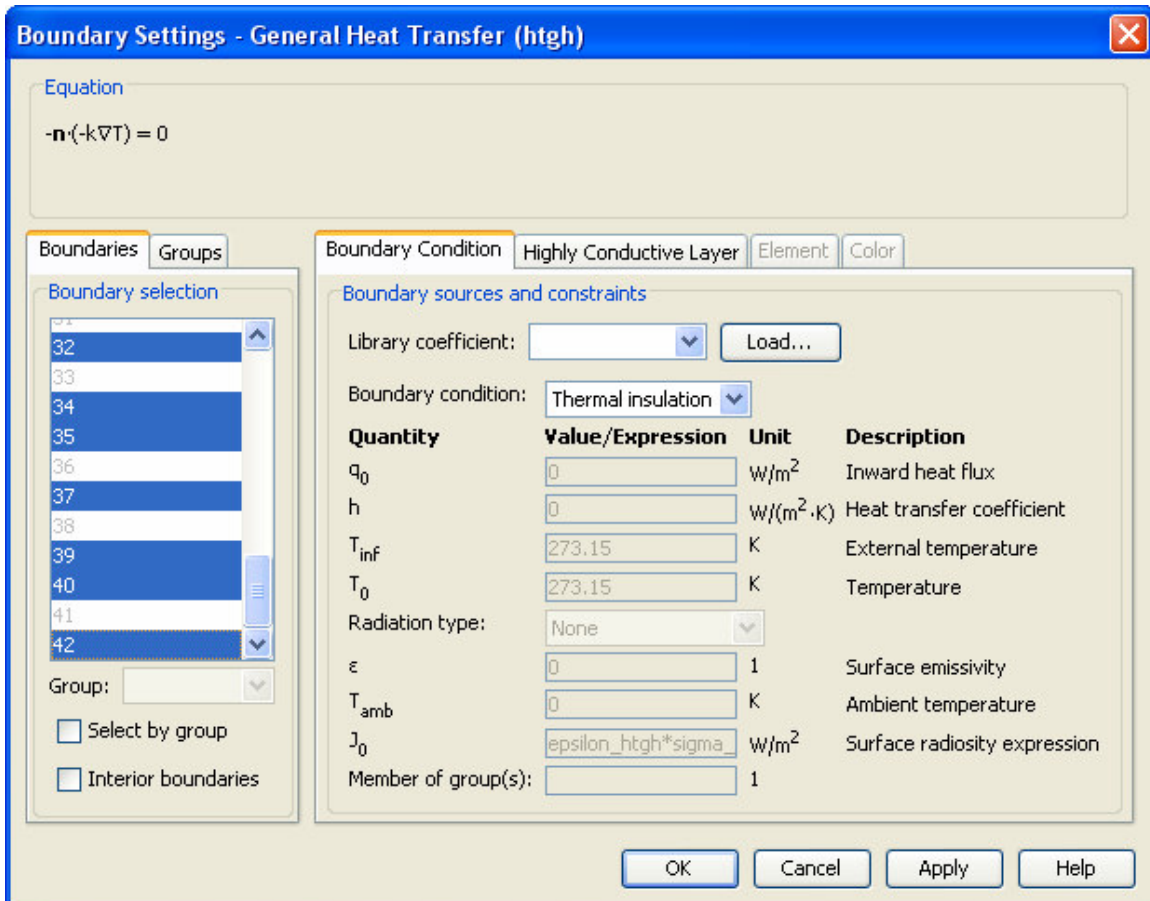 Boundary Settings - General Heat Transfer (htgh)
Equation
-n·(-k∇T) = 0
Boundaries Groups
Boundary selection
31
32
33
34
35
36
37
38
39
40
41
42
Group:
Select by group
Interior boundaries
Boundary Condition Highly Conductive Layer Element Color
Boundary sources and constraints
Library coefficient: Load...
Boundary condition: Thermal insulation
Quantity Value/Expression Unit Description
q0 0 W/m² Inward heat flux
h 0 W/(m²·K) Heat transfer coefficient
Tinf 273.15 K External temperature
T0 273.15 K Temperature
Radiation type: None
ε 0 1 Surface emissivity
Tamb 0 K Ambient temperature
J0 epsilon_htgh*sigma_ W/m² Surface radiosity expression
Member of group(s): 1
OK Cancel Apply Help